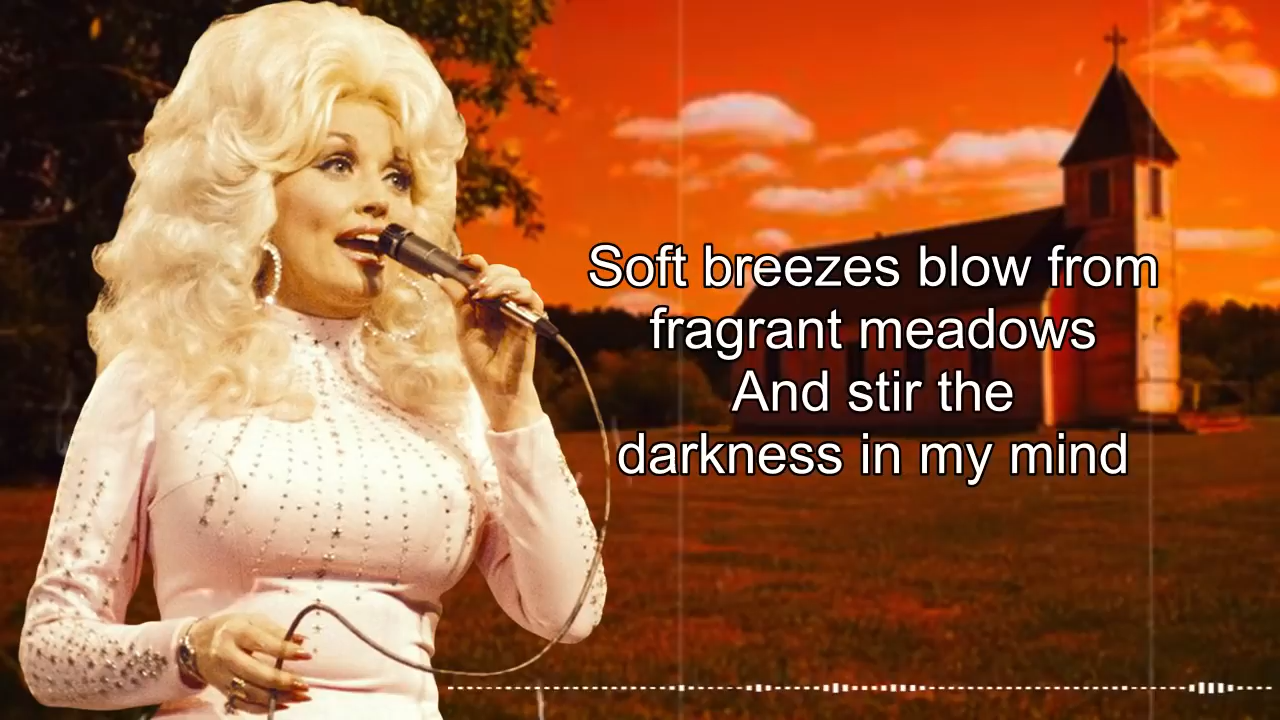 Soft breezes blow from
fragrant meadows
And stir the
darkness in my mind